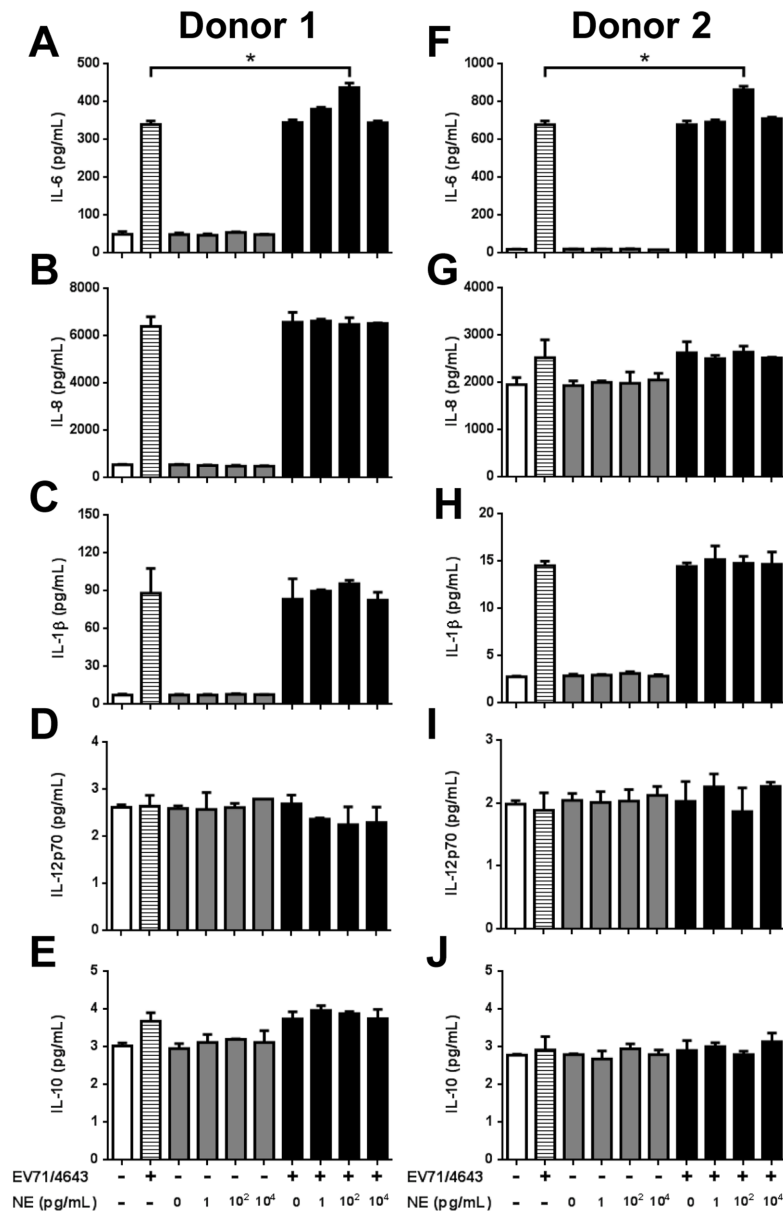 Donor 1
Donor 2
A
*
IL-6 (pg/mL)
500
400
300
200
100
0
F
*
IL-6 (pg/mL)
1000
800
600
400
200
0
B
IL-8 (pg/mL)
8000
6000
4000
2000
0
G
IL-8 (pg/mL)
4000
3000
2000
1000
0
C
IL-1β (pg/mL)
150
120
90
60
30
0
H
IL-1β (pg/mL)
20
15
10
5
0
D
IL-12p70 (pg/mL)
4
3
2
1
0
I
IL-12p70 (pg/mL)
3
2
1
0
E
IL-10 (pg/mL)
5
4
3
2
1
0
J
IL-10 (pg/mL)
5
4
3
2
1
0
EV71/4643 - + - - - - + + + +
NE (pg/mL) - - 0 1 10² 10⁴ 0 1 10² 10⁴
EV71/4643 - + - - - - + + + +
NE (pg/mL) - - 0 1 10² 10⁴ 0 1 10² 10⁴